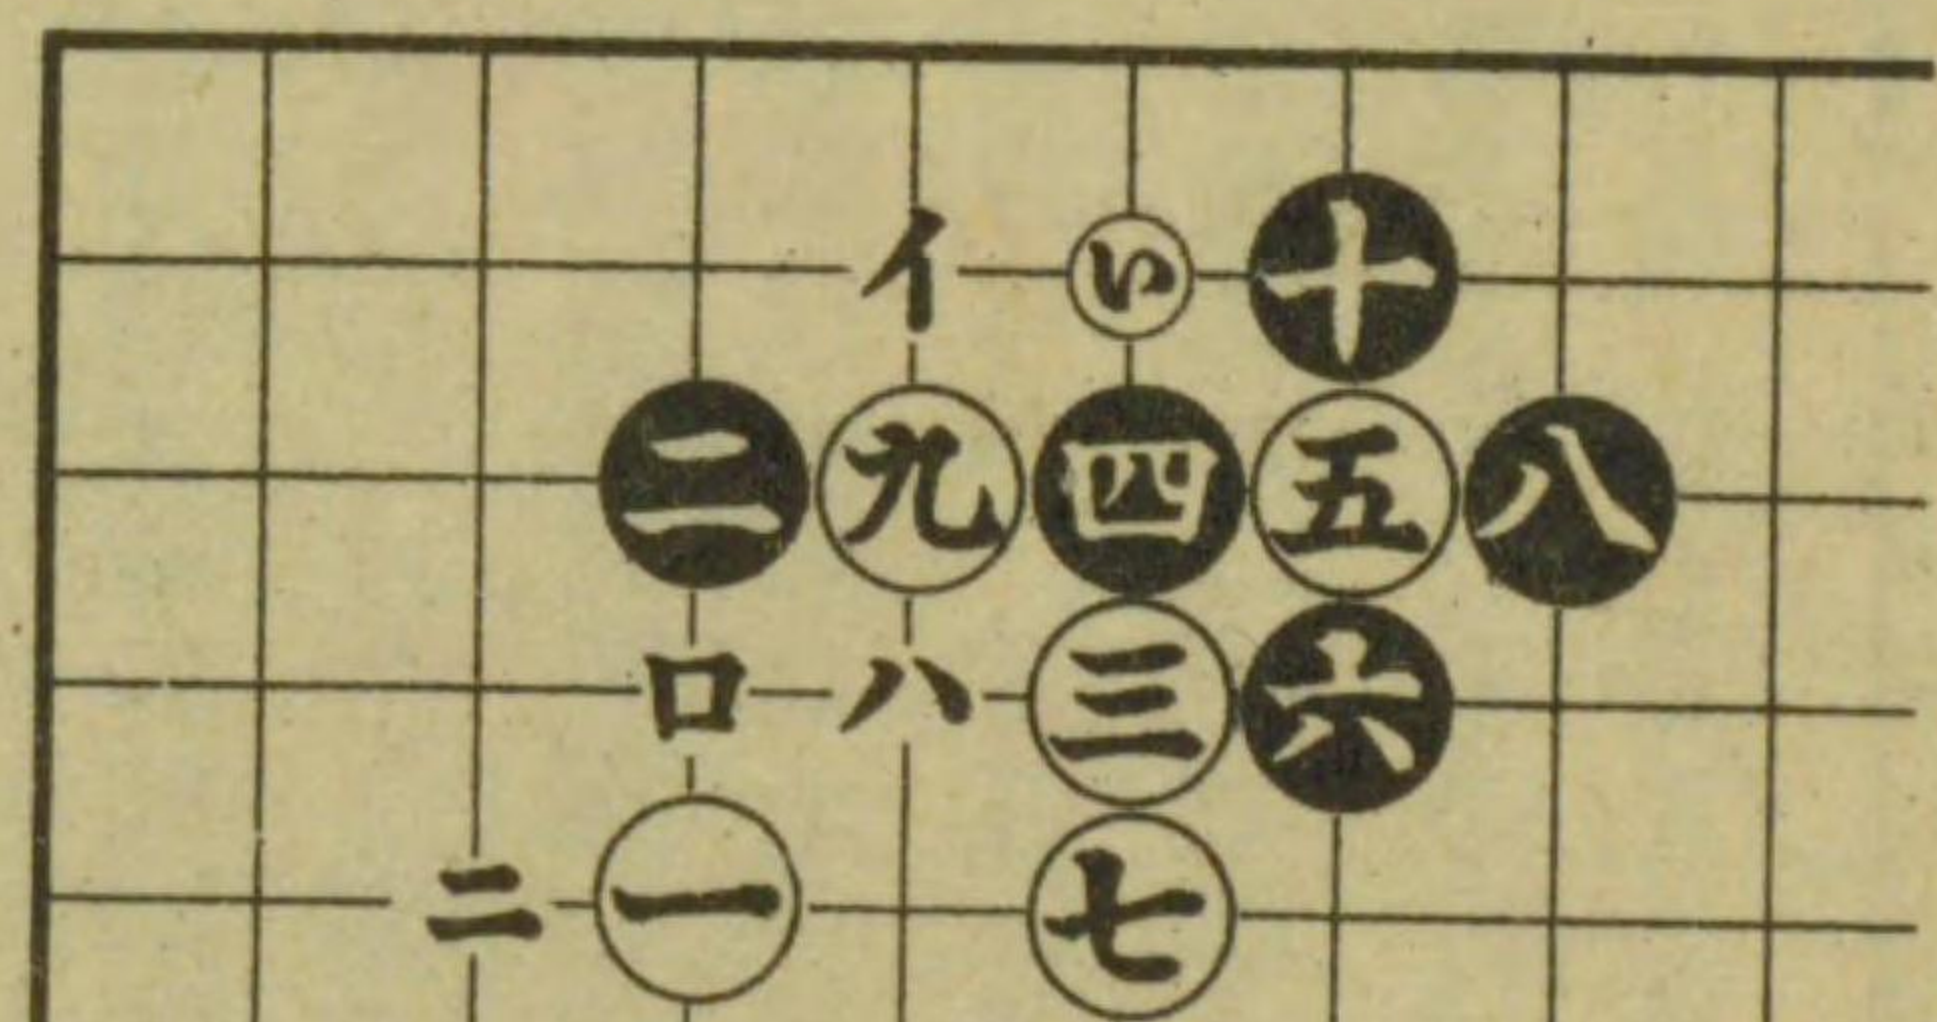 イ い 十
二 九 四 五 八
ロ ハ 三 六
ニ 一 七